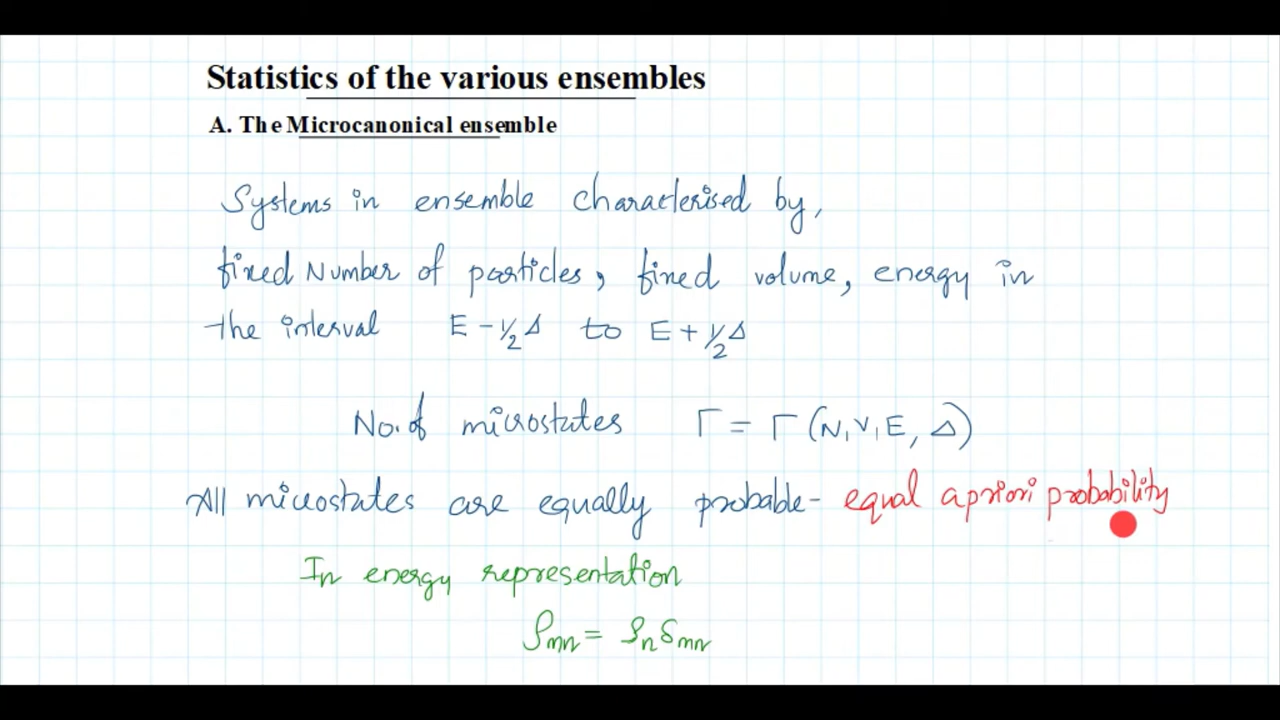 Statistics of the various ensembles
A. The Microcanonical ensemble
Systems in ensemble characterised by,
fixed Number of particles, fixed volume, energy in
the interval E - 1/2 Δ to E + 1/2 Δ
No. of microstates Γ = Γ (N, V, E, Δ)
All microstates are equally probable - equal apriori probability
In energy representation
ρmn = ρn δmn